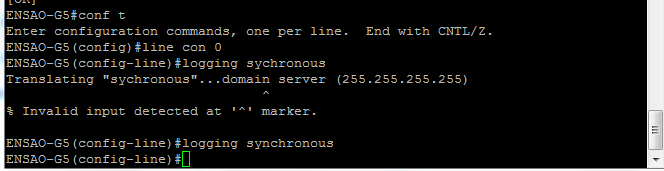 [OK]
ENSAO-G5#conf t
Enter configuration commands, one per line.  End with CNTL/Z.
ENSAO-G5(config)#line con 0
ENSAO-G5(config-line)#logging sychronous
Translating "sychronous"...domain server (255.255.255.255)
^
% Invalid input detected at '^' marker.
ENSAO-G5(config-line)#logging synchronous
ENSAO-G5(config-line)#